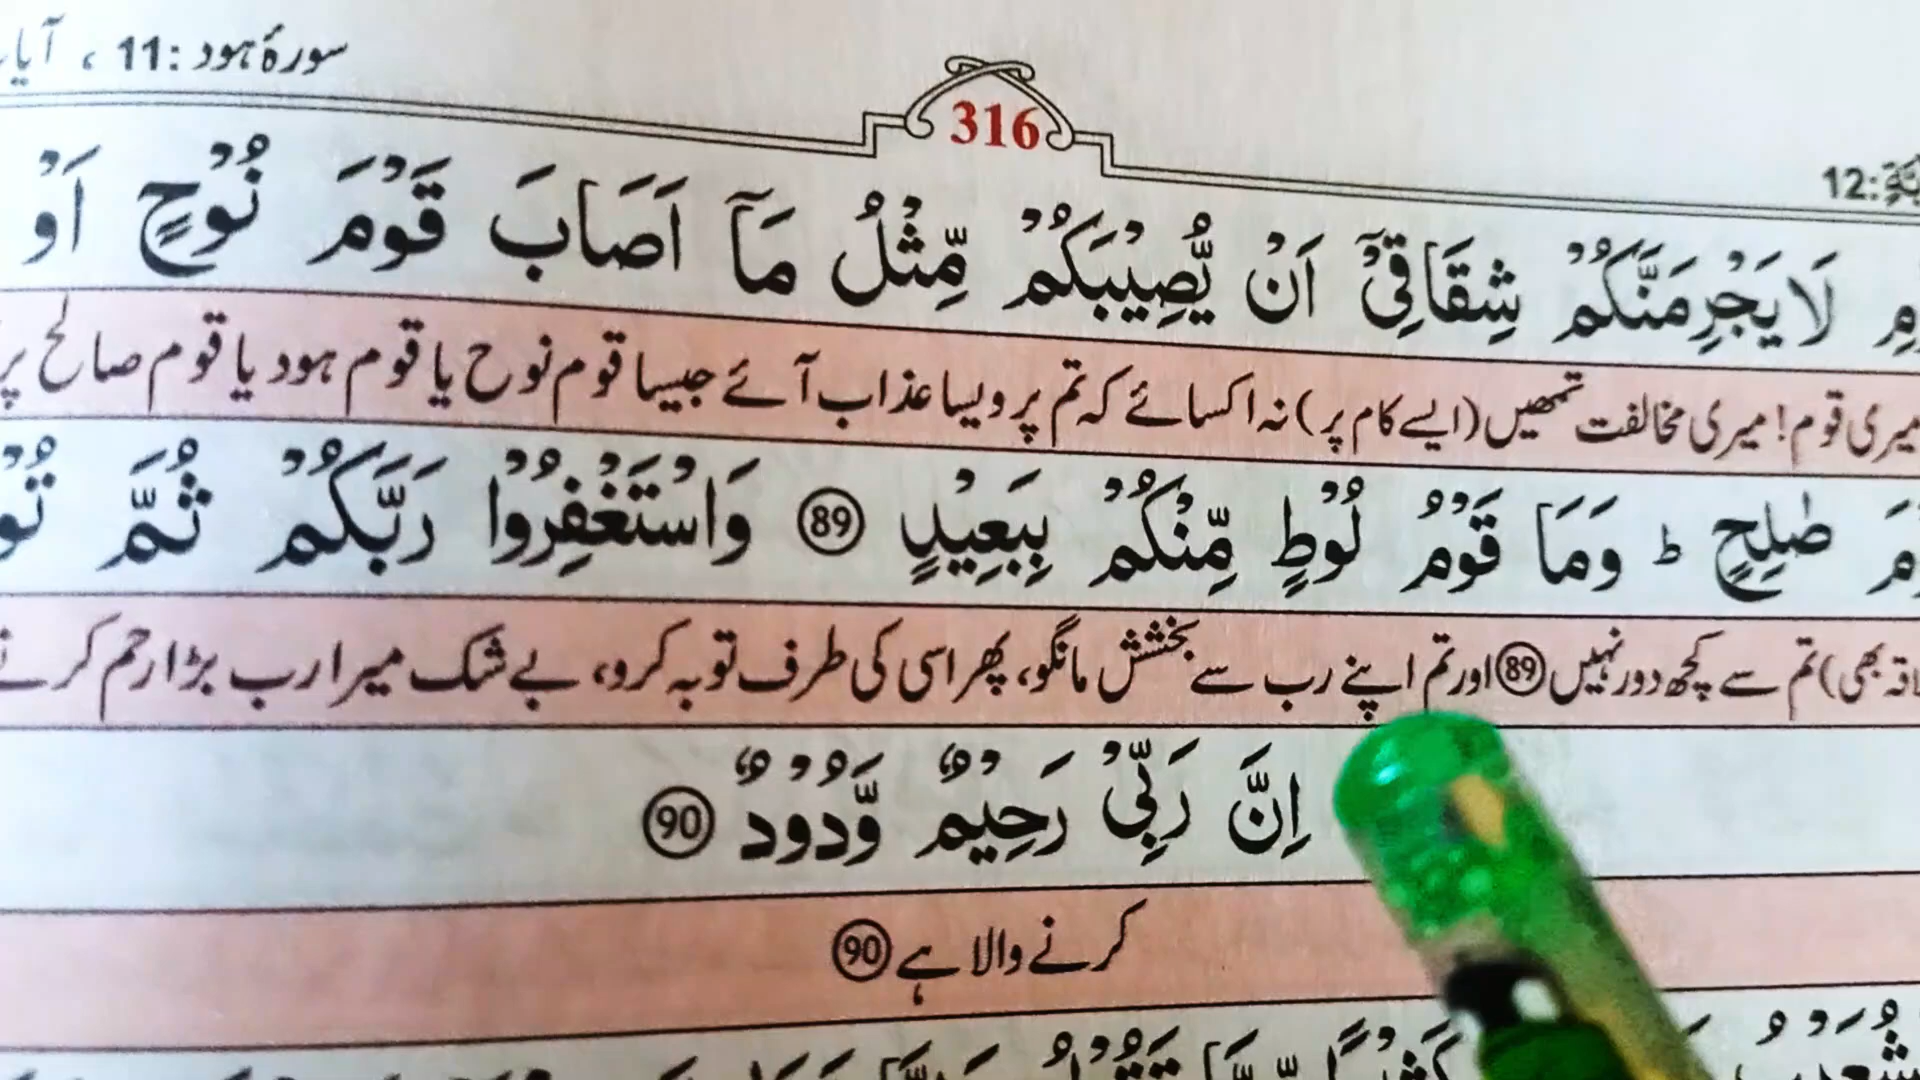 سورۂ ہود :11 ،
316
12:
لَا يَجْرِمَنَّكُمْ شِقَاقِيْٓ اَنْ يُّصِيْبَكُمْ مِّثْلُ مَآ اَصَابَ قَوْمَ نُوْحٍ اَوْ
میری قوم! میری مخالفت تمھیں (ایسے کام پر) نہ اکسائے کہ تم پر ویسا عذاب آئے جیسا قوم نوح یا قوم ہود یا قوم صالح پر
صٰلِحٍ ؕ وَمَا قَوْمُ لُوْطٍ مِّنْكُمْ بِبَعِيْدٍ 89 وَاسْتَغْفِرُوْا رَبَّكُمْ ثُمَّ
بھی) تم سے کچھ دور نہیں 89 اور تم اپنے رب سے بخشش مانگو، پھر اسی کی طرف توبہ کرو، بے شک میرا رب بڑا رحم کرنے
اِنَّ رَبِّيْ رَحِيْمٌ وَّدُوْدٌ 90
کرنے والا ہے 90